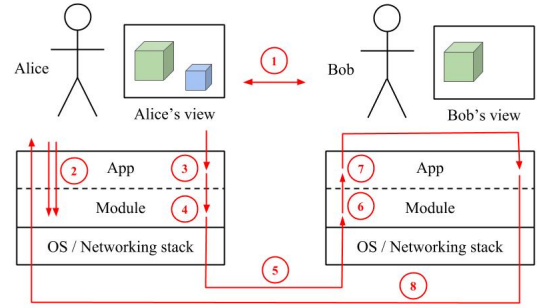 Alice
Alice's view
1
Bob
Bob's view
2
App
3
Module
4
OS / Networking stack
7
App
6
Module
OS / Networking stack
5
8